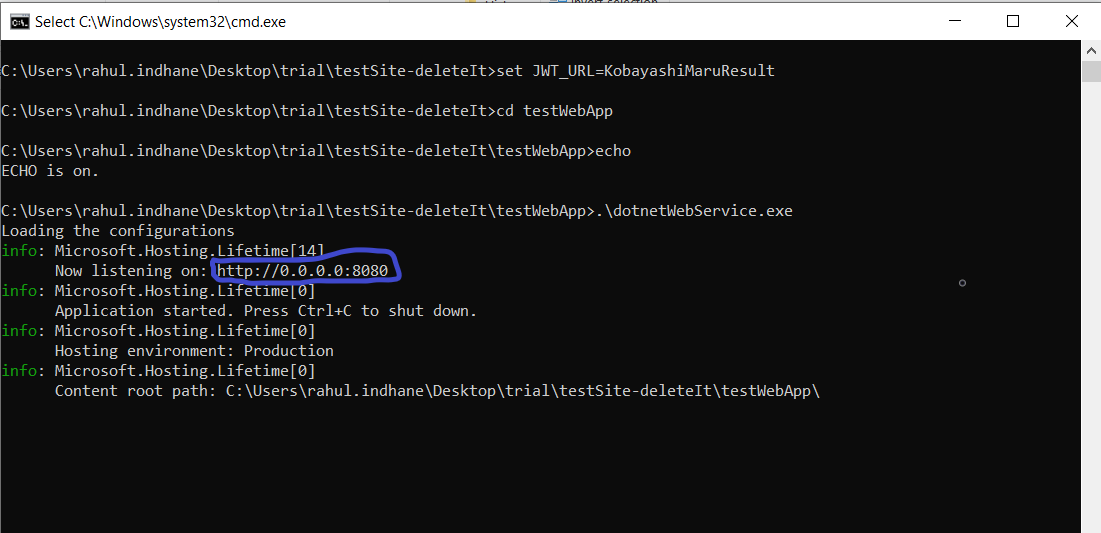 Select C:\Windows\system32\cmd.exe
C:\Users\rahul.indhane\Desktop\trial\testSite-deleteIt>set JWT_URL=KobayashiMaruResult
C:\Users\rahul.indhane\Desktop\trial\testSite-deleteIt>cd testWebApp
C:\Users\rahul.indhane\Desktop\trial\testSite-deleteIt\testWebApp>echo
ECHO is on.
C:\Users\rahul.indhane\Desktop\trial\testSite-deleteIt\testWebApp>.\dotnetWebService.exe
Loading the configurations
info: Microsoft.Hosting.Lifetime[14]
Now listening on: http://0.0.0.0:8080
info: Microsoft.Hosting.Lifetime[0]
Application started. Press Ctrl+C to shut down.
info: Microsoft.Hosting.Lifetime[0]
Hosting environment: Production
info: Microsoft.Hosting.Lifetime[0]
Content root path: C:\Users\rahul.indhane\Desktop\trial\testSite-deleteIt\testWebApp\